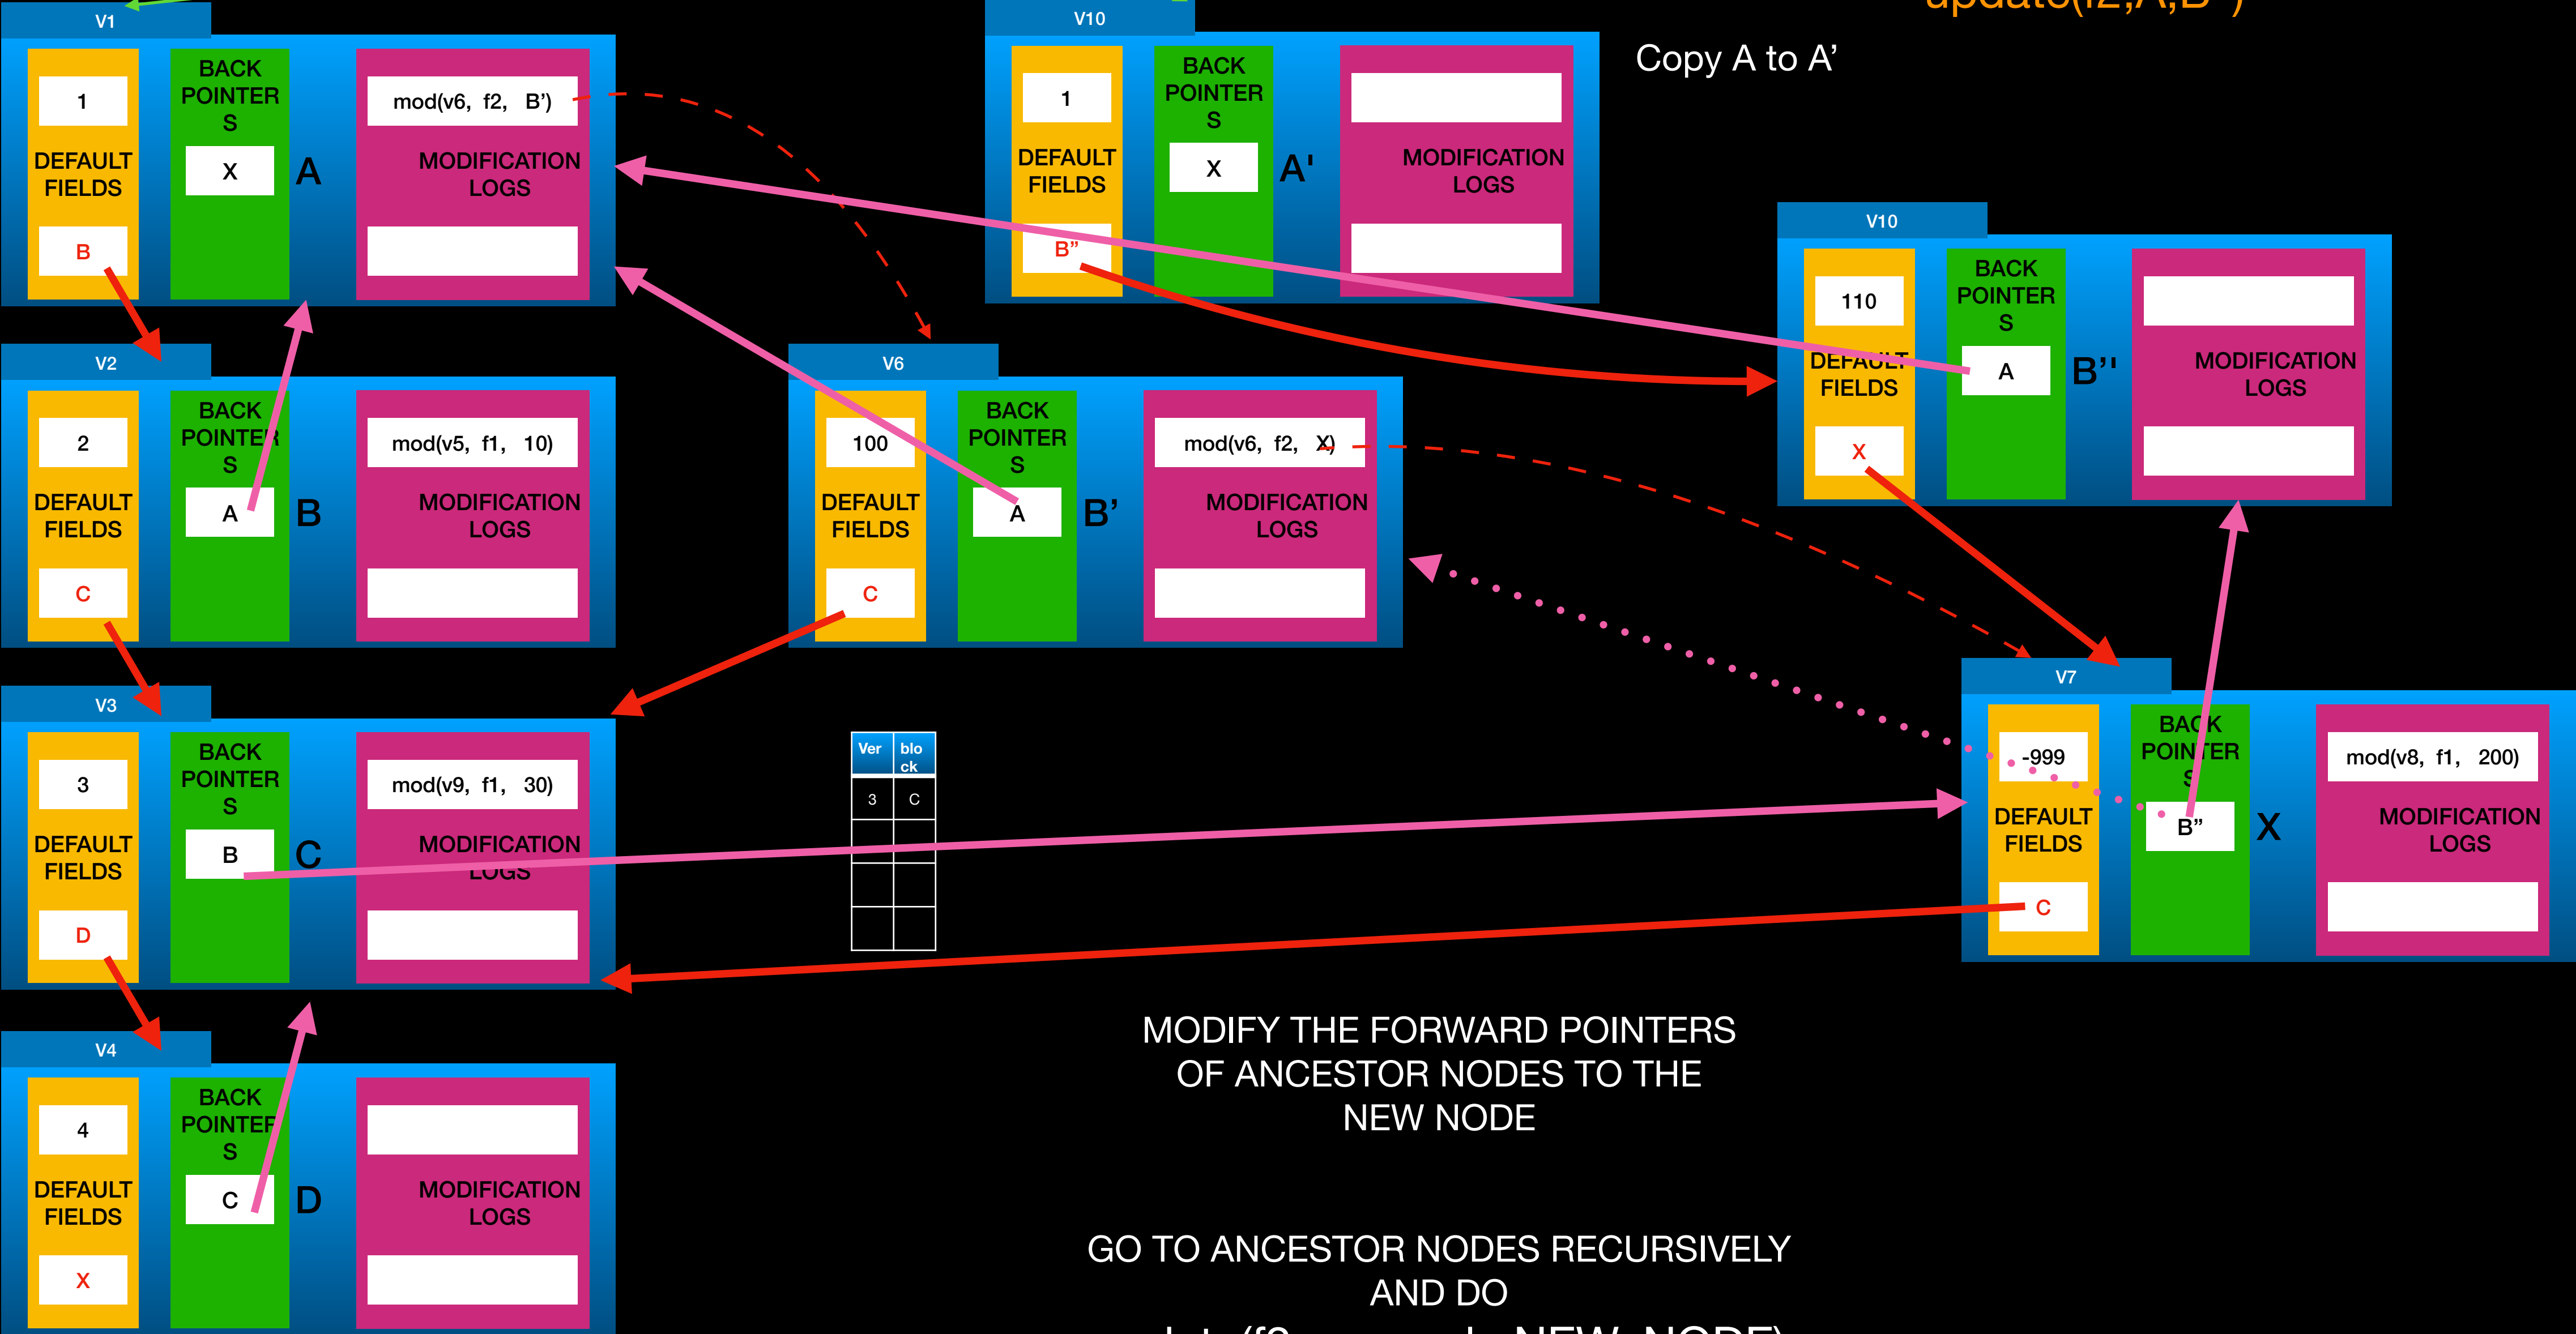 update(f2,A,B")
Copy A to A’
V1
1
DEFAULT
FIELDS
B
BACK
POINTER
S
X
A
mod(v6, f2, B’)
MODIFICATION
LOGS
V10
1
DEFAULT
FIELDS
B”
BACK
POINTER
S
X
A'
MODIFICATION
LOGS
V10
110
DEFAULT
FIELDS
X
BACK
POINTER
S
A
B’'
MODIFICATION
LOGS
V2
2
DEFAULT
FIELDS
C
BACK
POINTER
S
A
B
mod(v5, f1, 10)
MODIFICATION
LOGS
V6
100
DEFAULT
FIELDS
C
BACK
POINTER
S
A
B’
mod(v6, f2, X)
MODIFICATION
LOGS
V3
3
DEFAULT
FIELDS
D
BACK
POINTER
S
B
C
mod(v9, f1, 30)
MODIFICATION
LOGS
Ver blo
ck
3 C
V7
-999
DEFAULT
FIELDS
C
BACK
POINTER
S
B”
X
mod(v8, f1, 200)
MODIFICATION
LOGS
V4
4
DEFAULT
FIELDS
X
BACK
POINTER
S
C
D
MODIFICATION
LOGS
MODIFY THE FORWARD POINTERS
OF ANCESTOR NODES TO THE
NEW NODE
GO TO ANCESTOR NODES RECURSIVELY
AND DO